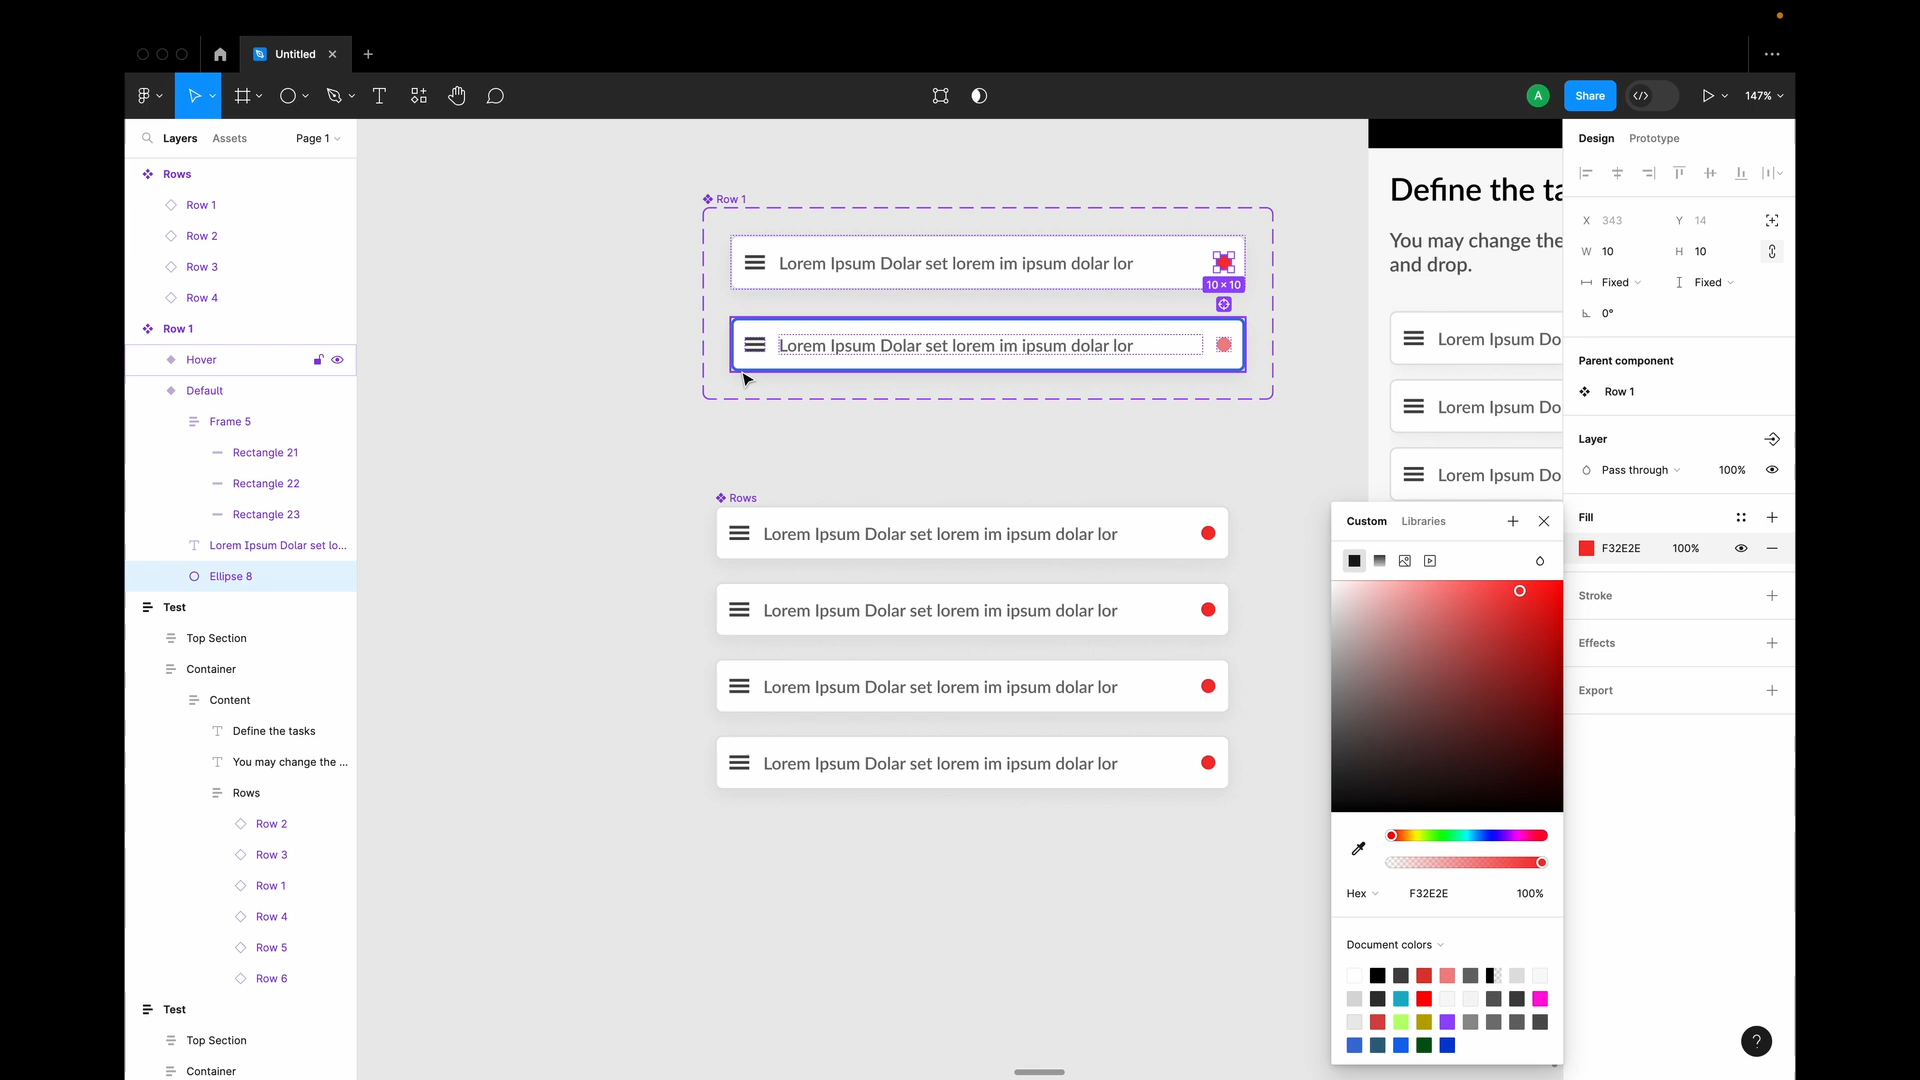 Untitled
A
Share
147%
Layers
Assets
Page 1
Rows
Row 1
Row 2
Row 3
Row 4
Row 1
Hover
Default
Frame 5
Rectangle 21
Rectangle 22
Rectangle 23
Lorem Ipsum Dolar set lo...
Ellipse 8
Test
Top Section
Container
Content
Define the tasks
You may change the ...
Rows
Row 2
Row 3
Row 1
Row 4
Row 5
Row 6
Test
Top Section
Container
Row 1
Lorem Ipsum Dolar set lorem im ipsum dolar lor
10 × 10
Lorem Ipsum Dolar set lorem im ipsum dolar lor
Rows
Lorem Ipsum Dolar set lorem im ipsum dolar lor
Lorem Ipsum Dolar set lorem im ipsum dolar lor
Lorem Ipsum Dolar set lorem im ipsum dolar lor
Lorem Ipsum Dolar set lorem im ipsum dolar lor
Define the ta
You may change the
and drop.
Lorem Ipsum Do
Lorem Ipsum Do
Lorem Ipsum Do
Custom
Libraries
Hex
F32E2E
100%
Document colors
Design
Prototype
X 343
Y 14
W 10
H 10
Fixed
Fixed
0°
Parent component
Row 1
Layer
Pass through
100%
Fill
F32E2E
100%
Stroke
Effects
Export
?